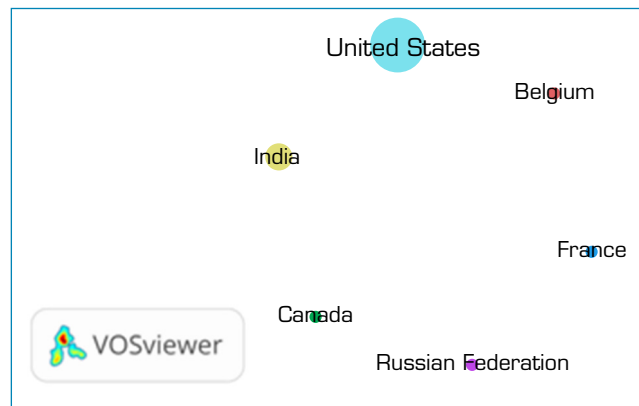 United States
Belgium
India
France
Canada
VOSviewer
Russian Federation